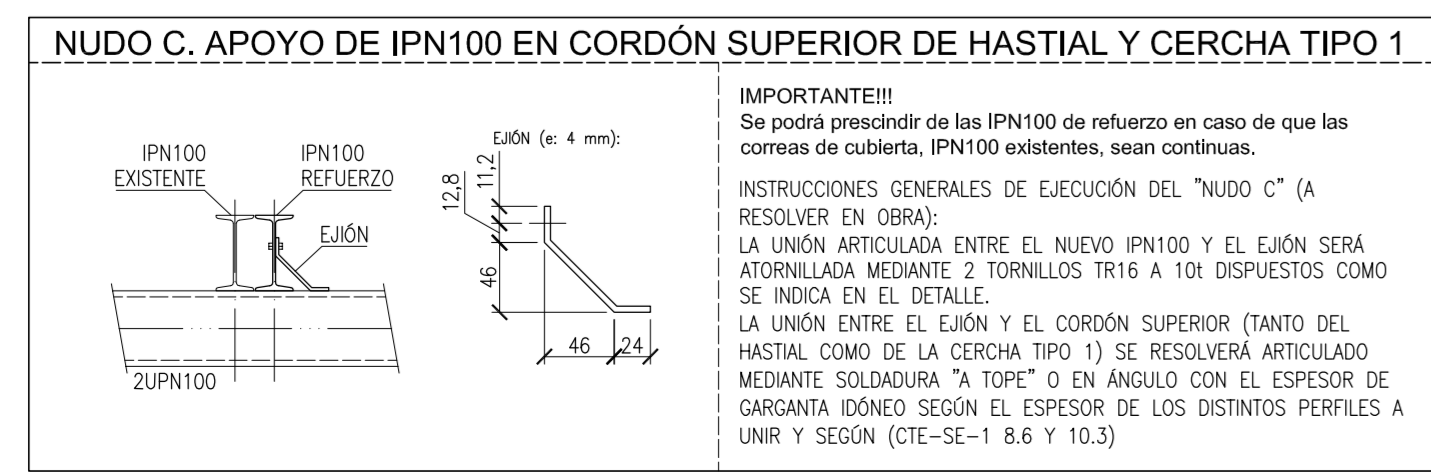 NUDO C. APOYO DE IPN100 EN CORDÓN SUPERIOR DE HASTIAL Y CERCHA TIPO 1
IPN100
EXISTENTE
IPN100
REFUERZO
EJIÓN
2UPN100
EJIÓN (e: 4 mm):
11,2
12,8
46
46
24
IMPORTANTE!!!
Se podrá prescindir de las IPN100 de refuerzo en caso de que las
correas de cubierta, IPN100 existentes, sean continuas.
INSTRUCCIONES GENERALES DE EJECUCIÓN DEL "NUDO C" (A
RESOLVER EN OBRA):
LA UNIÓN ARTICULADA ENTRE EL NUEVO IPN100 Y EL EJIÓN SERÁ
ATORNILLADA MEDIANTE 2 TORNILLOS TR16 A 10t DISPUESTOS COMO
SE INDICA EN EL DETALLE.
LA UNIÓN ENTRE EL EJIÓN Y EL CORDÓN SUPERIOR (TANTO DEL
HASTIAL COMO DE LA CERCHA TIPO 1) SE RESOLVERÁ ARTICULADO
MEDIANTE SOLDADURA "A TOPE" O EN ÁNGULO CON EL ESPESOR DE
GARGANTA IDÓNEO SEGÚN EL ESPESOR DE LOS DISTINTOS PERFILES A
UNIR Y SEGÚN (CTE-SE-1 8.6 Y 10.3)